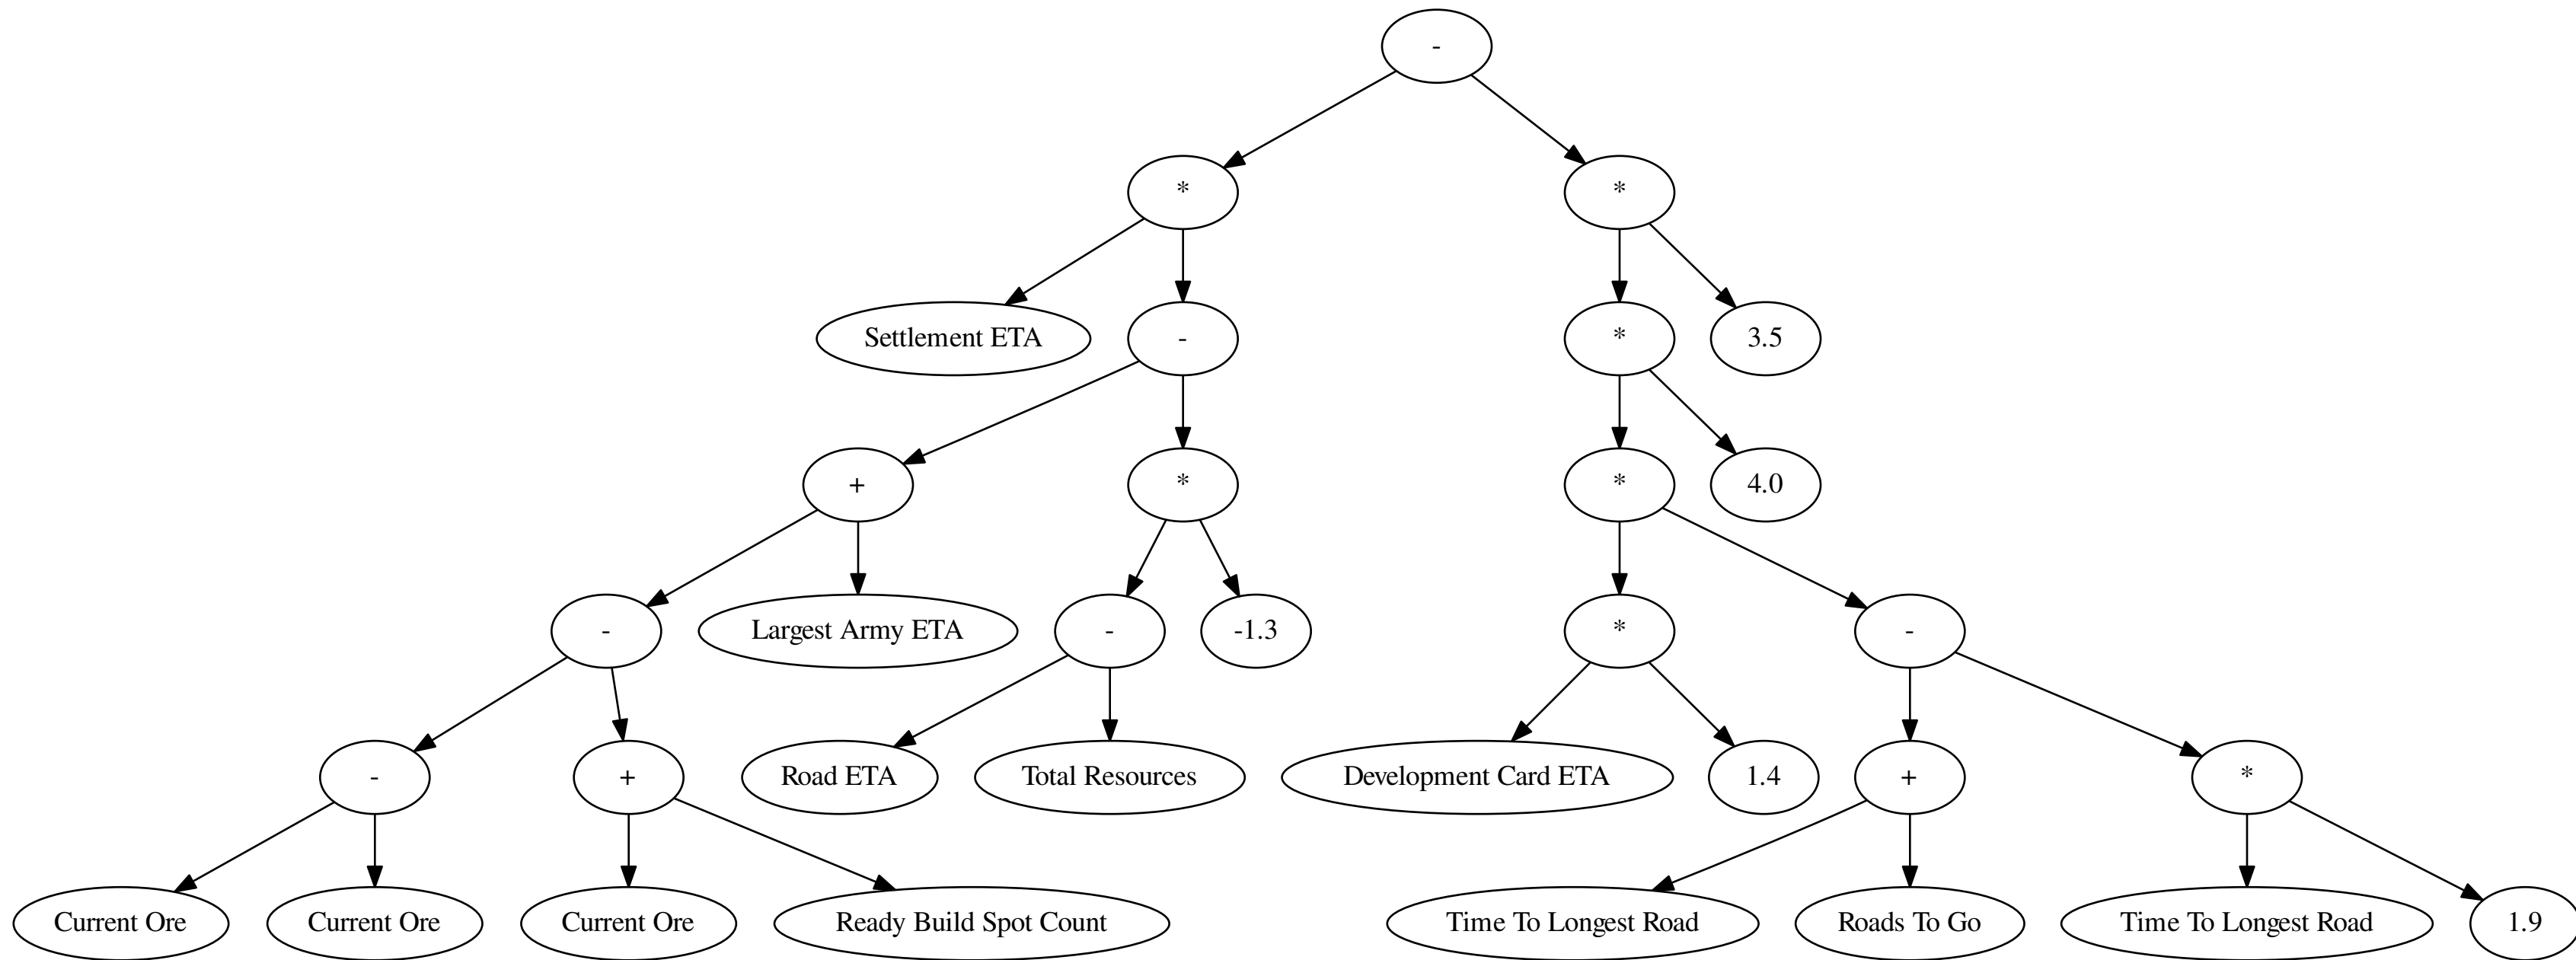 -
*
*
Settlement ETA
-
*
3.5
+
*
*
4.0
-
Largest Army ETA
-
-1.3
*
-
-
+
Road ETA
Total Resources
Development Card ETA
1.4
+
*
Current Ore
Current Ore
Current Ore
Ready Build Spot Count
Time To Longest Road
Roads To Go
Time To Longest Road
1.9